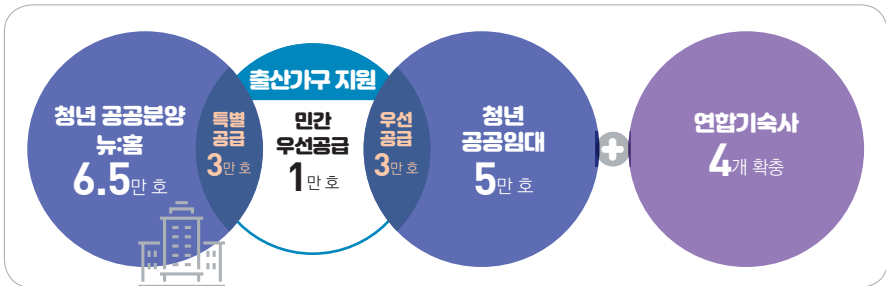 청년 공공분양
뉴:홈
6.5만 호
특별
공급
3만 호
출산가구 지원
민간
우선공급
1만 호
우선
공급
3만 호
청년
공공임대
5만 호
연합기숙사
4개 확충